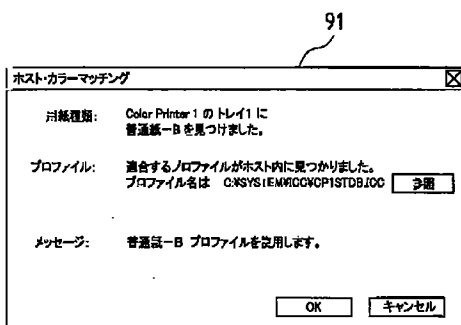 91
ホスト・カラーマッチング
用紙種類: Color Printer 1 の トレイ1 に
普通紙－B を見つけました。
プロファイル: 適合するプロファイルがホスト内に見つかりました。
プロファイル名は C:¥SYSTEM¥ICC¥CP1STDB.ICC 参照
メッセージ: 普通紙－B プロファイルを使用します。
OK キャンセル